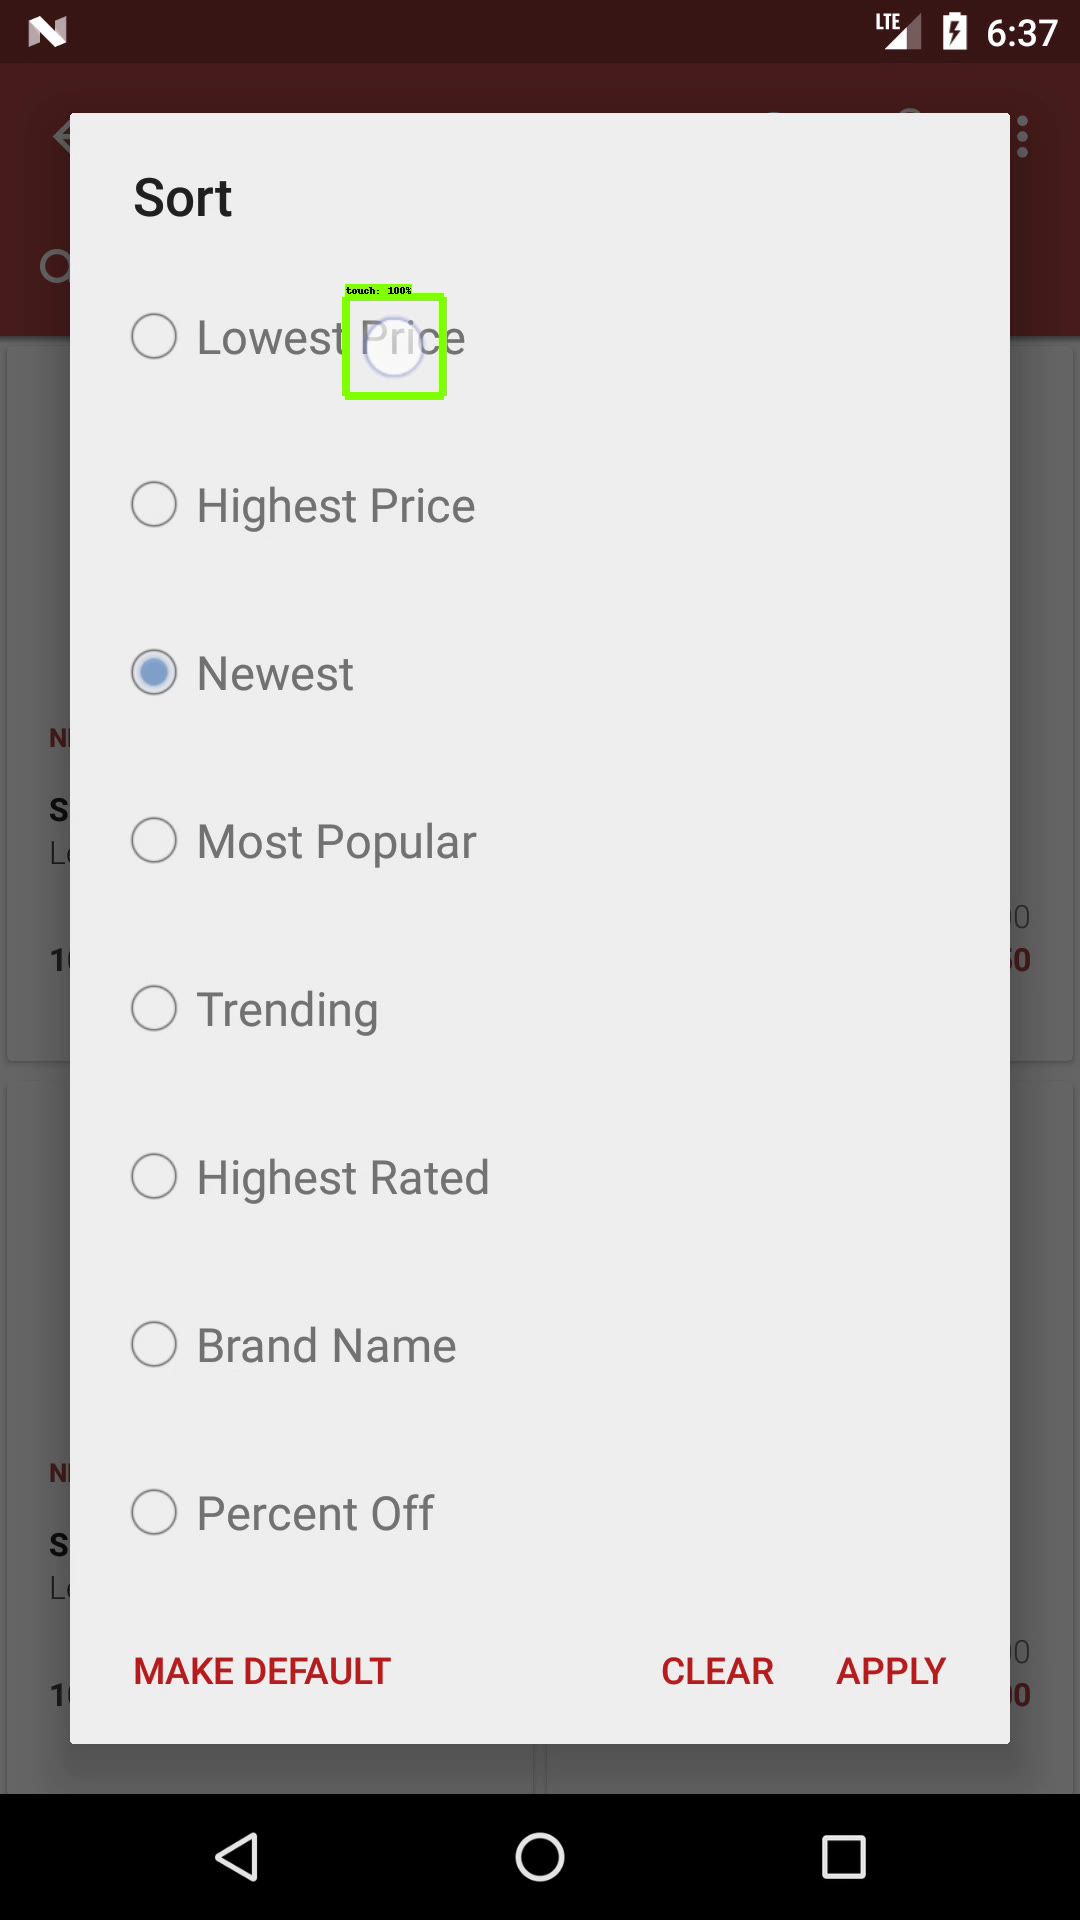 LTE 6:37
Sort
touch: 100%
Lowest Price
Highest Price
Newest
Most Popular
Trending
Highest Rated
Brand Name
Percent Off
MAKE DEFAULT CLEAR APPLY